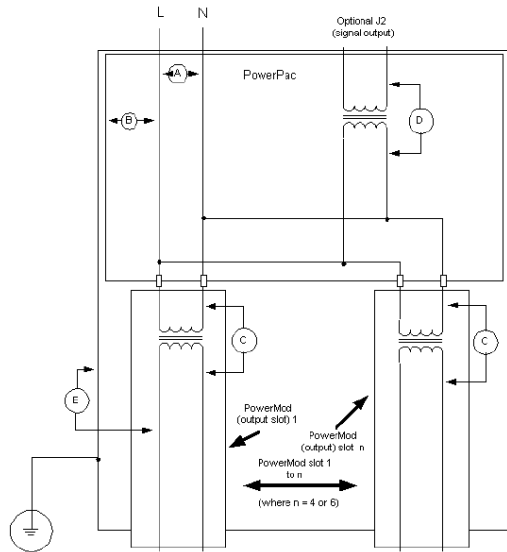 L N
Optional J2
(signal output)
PowerPac
A
B
D
C
C
E
PowerMod
(output slot) 1
PowerMod
(output) slot n
PowerMod slot 1
to n
(where n = 4 or 6)